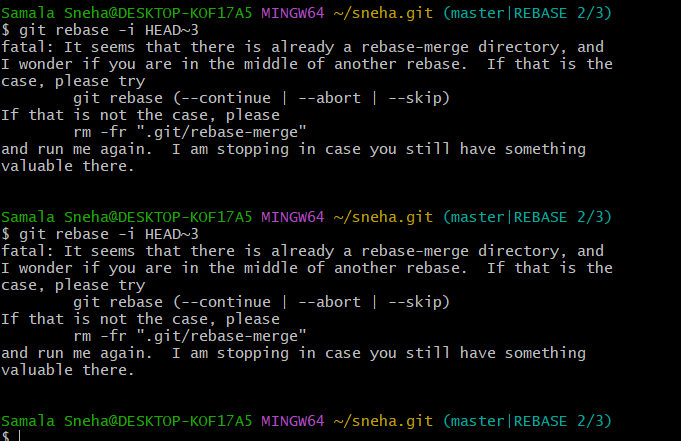 Samala Sneha@DESKTOP-KOF17A5 MINGW64 ~/sneha.git (master|REBASE 2/3)
$ git rebase -i HEAD~3
fatal: It seems that there is already a rebase-merge directory, and
I wonder if you are in the middle of another rebase.  If that is the
case, please try
        git rebase (--continue | --abort | --skip)
If that is not the case, please
        rm -fr ".git/rebase-merge"
and run me again.  I am stopping in case you still have something
valuable there.
Samala Sneha@DESKTOP-KOF17A5 MINGW64 ~/sneha.git (master|REBASE 2/3)
$ git rebase -i HEAD~3
fatal: It seems that there is already a rebase-merge directory, and
I wonder if you are in the middle of another rebase.  If that is the
case, please try
        git rebase (--continue | --abort | --skip)
If that is not the case, please
        rm -fr ".git/rebase-merge"
and run me again.  I am stopping in case you still have something
valuable there.
Samala Sneha@DESKTOP-KOF17A5 MINGW64 ~/sneha.git (master|REBASE 2/3)
$